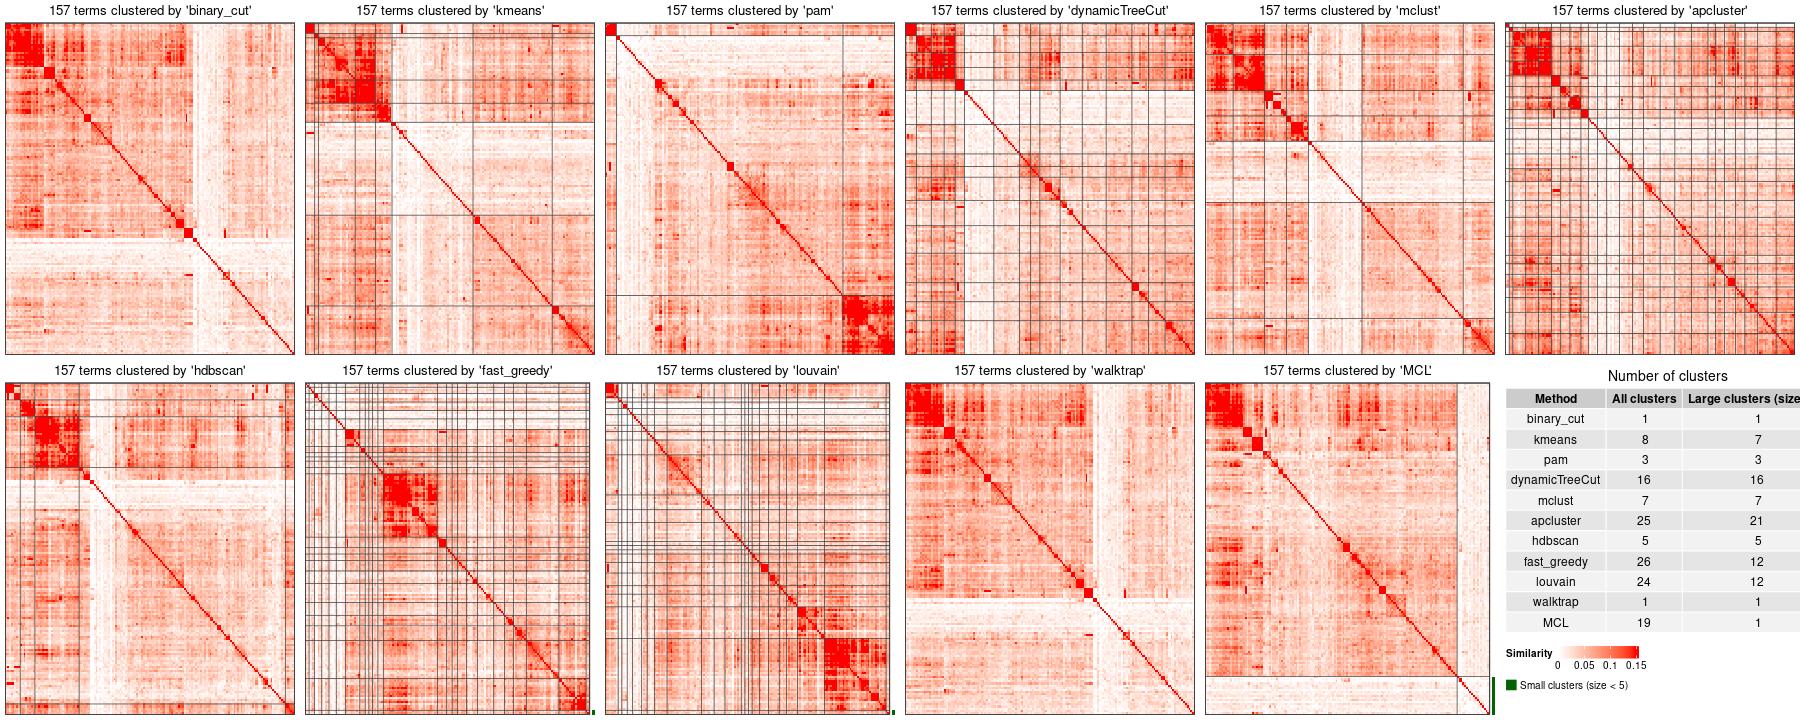 157 terms clustered by 'binary_cut'
157 terms clustered by 'kmeans'
157 terms clustered by 'pam'
157 terms clustered by 'dynamicTreeCut'
157 terms clustered by 'mclust'
157 terms clustered by 'apcluster'
157 terms clustered by 'hdbscan'
157 terms clustered by 'fast_greedy'
157 terms clustered by 'louvain'
157 terms clustered by 'walktrap'
157 terms clustered by 'MCL'
Number of clusters
Method All clusters Large clusters (size
binary_cut 1 1
kmeans 8 7
pam 3 3
dynamicTreeCut 16 16
mclust 7 7
apcluster 25 21
hdbscan 5 5
fast_greedy 26 12
louvain 24 12
walktrap 1 1
MCL 19 1
Similarity
0 0.05 0.1 0.15
Small clusters (size < 5)